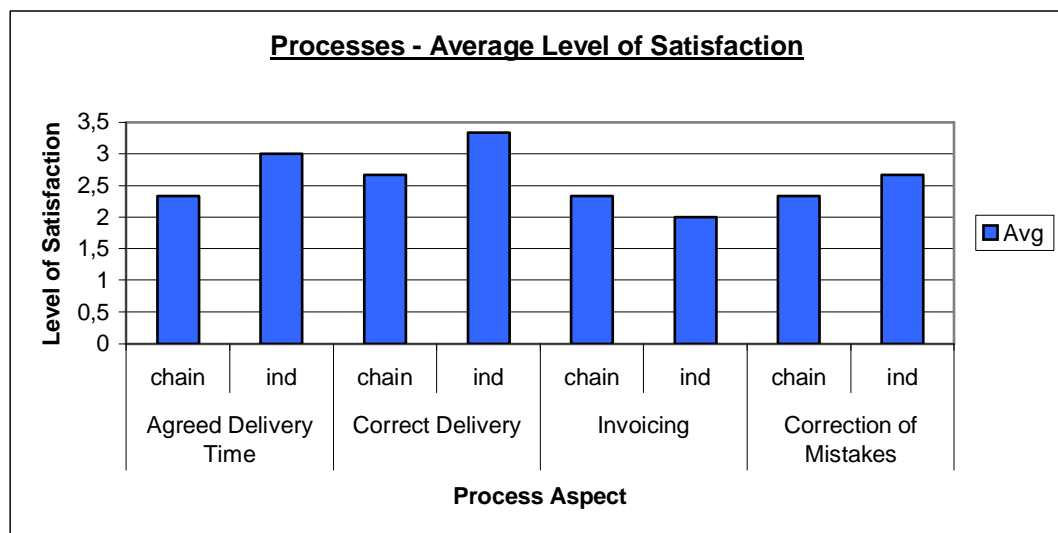 Processes - Average Level of Satisfaction
Level of Satisfaction
3,5
3
2,5
2
1,5
1
0,5
0
chain ind chain ind chain ind chain ind
Agreed Delivery Time
Correct Delivery
Invoicing
Correction of Mistakes
Process Aspect
Avg